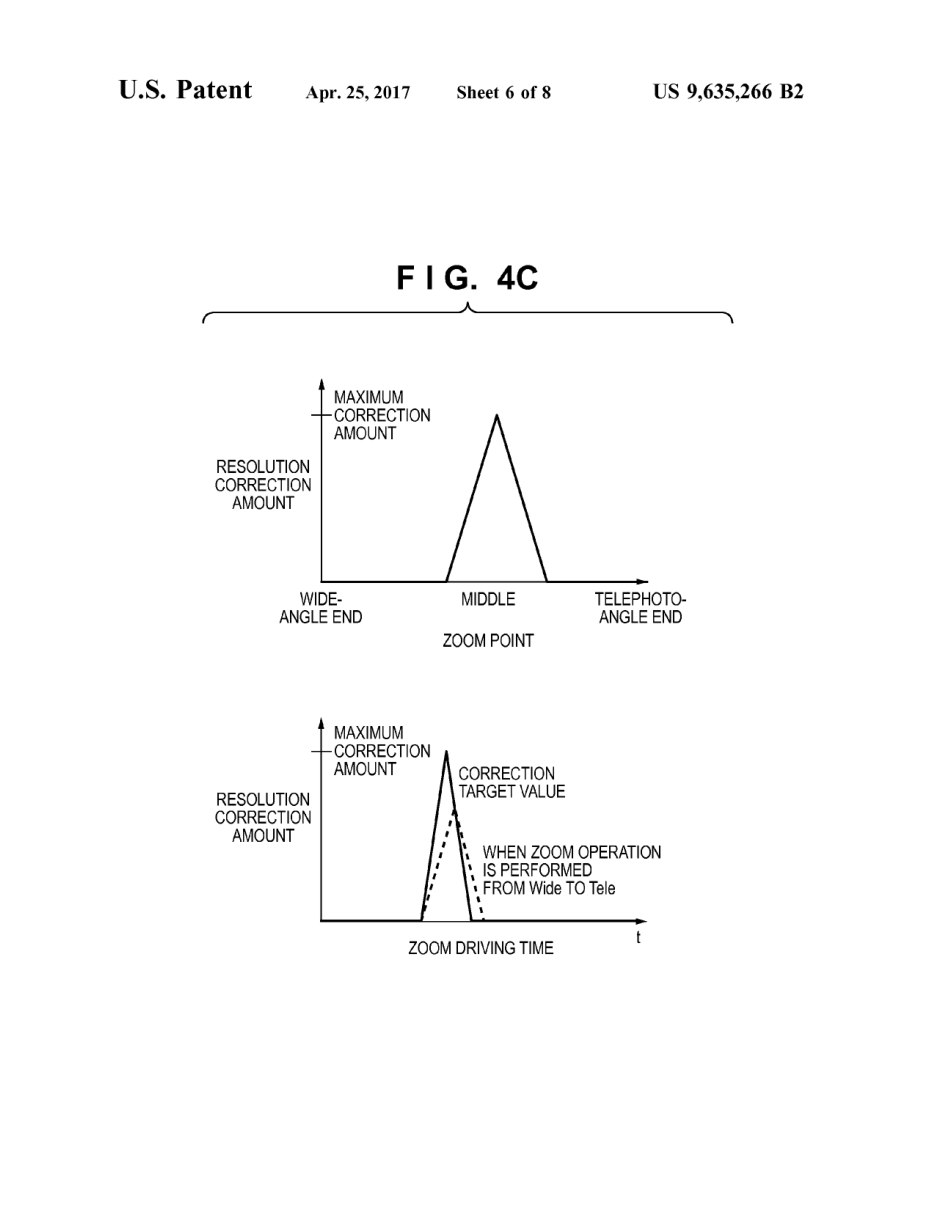 U.S. Patent Apr. 25, 2017 Sheet 6 of 8 US 9,635,266 B2
FIG. 4C
MAXIMUM
CORRECTION
AMOUNT
RESOLUTION
CORRECTION
AMOUNT
WIDE-
ANGLE END
MIDDLE
TELEPHOTO-
ANGLE END
ZOOM POINT
MAXIMUM
CORRECTION
AMOUNT
CORRECTION
TARGET VALUE
RESOLUTION
CORRECTION
AMOUNT
WHEN ZOOM OPERATION
IS PERFORMED
FROM Wide TO Tele
t
ZOOM DRIVING TIME